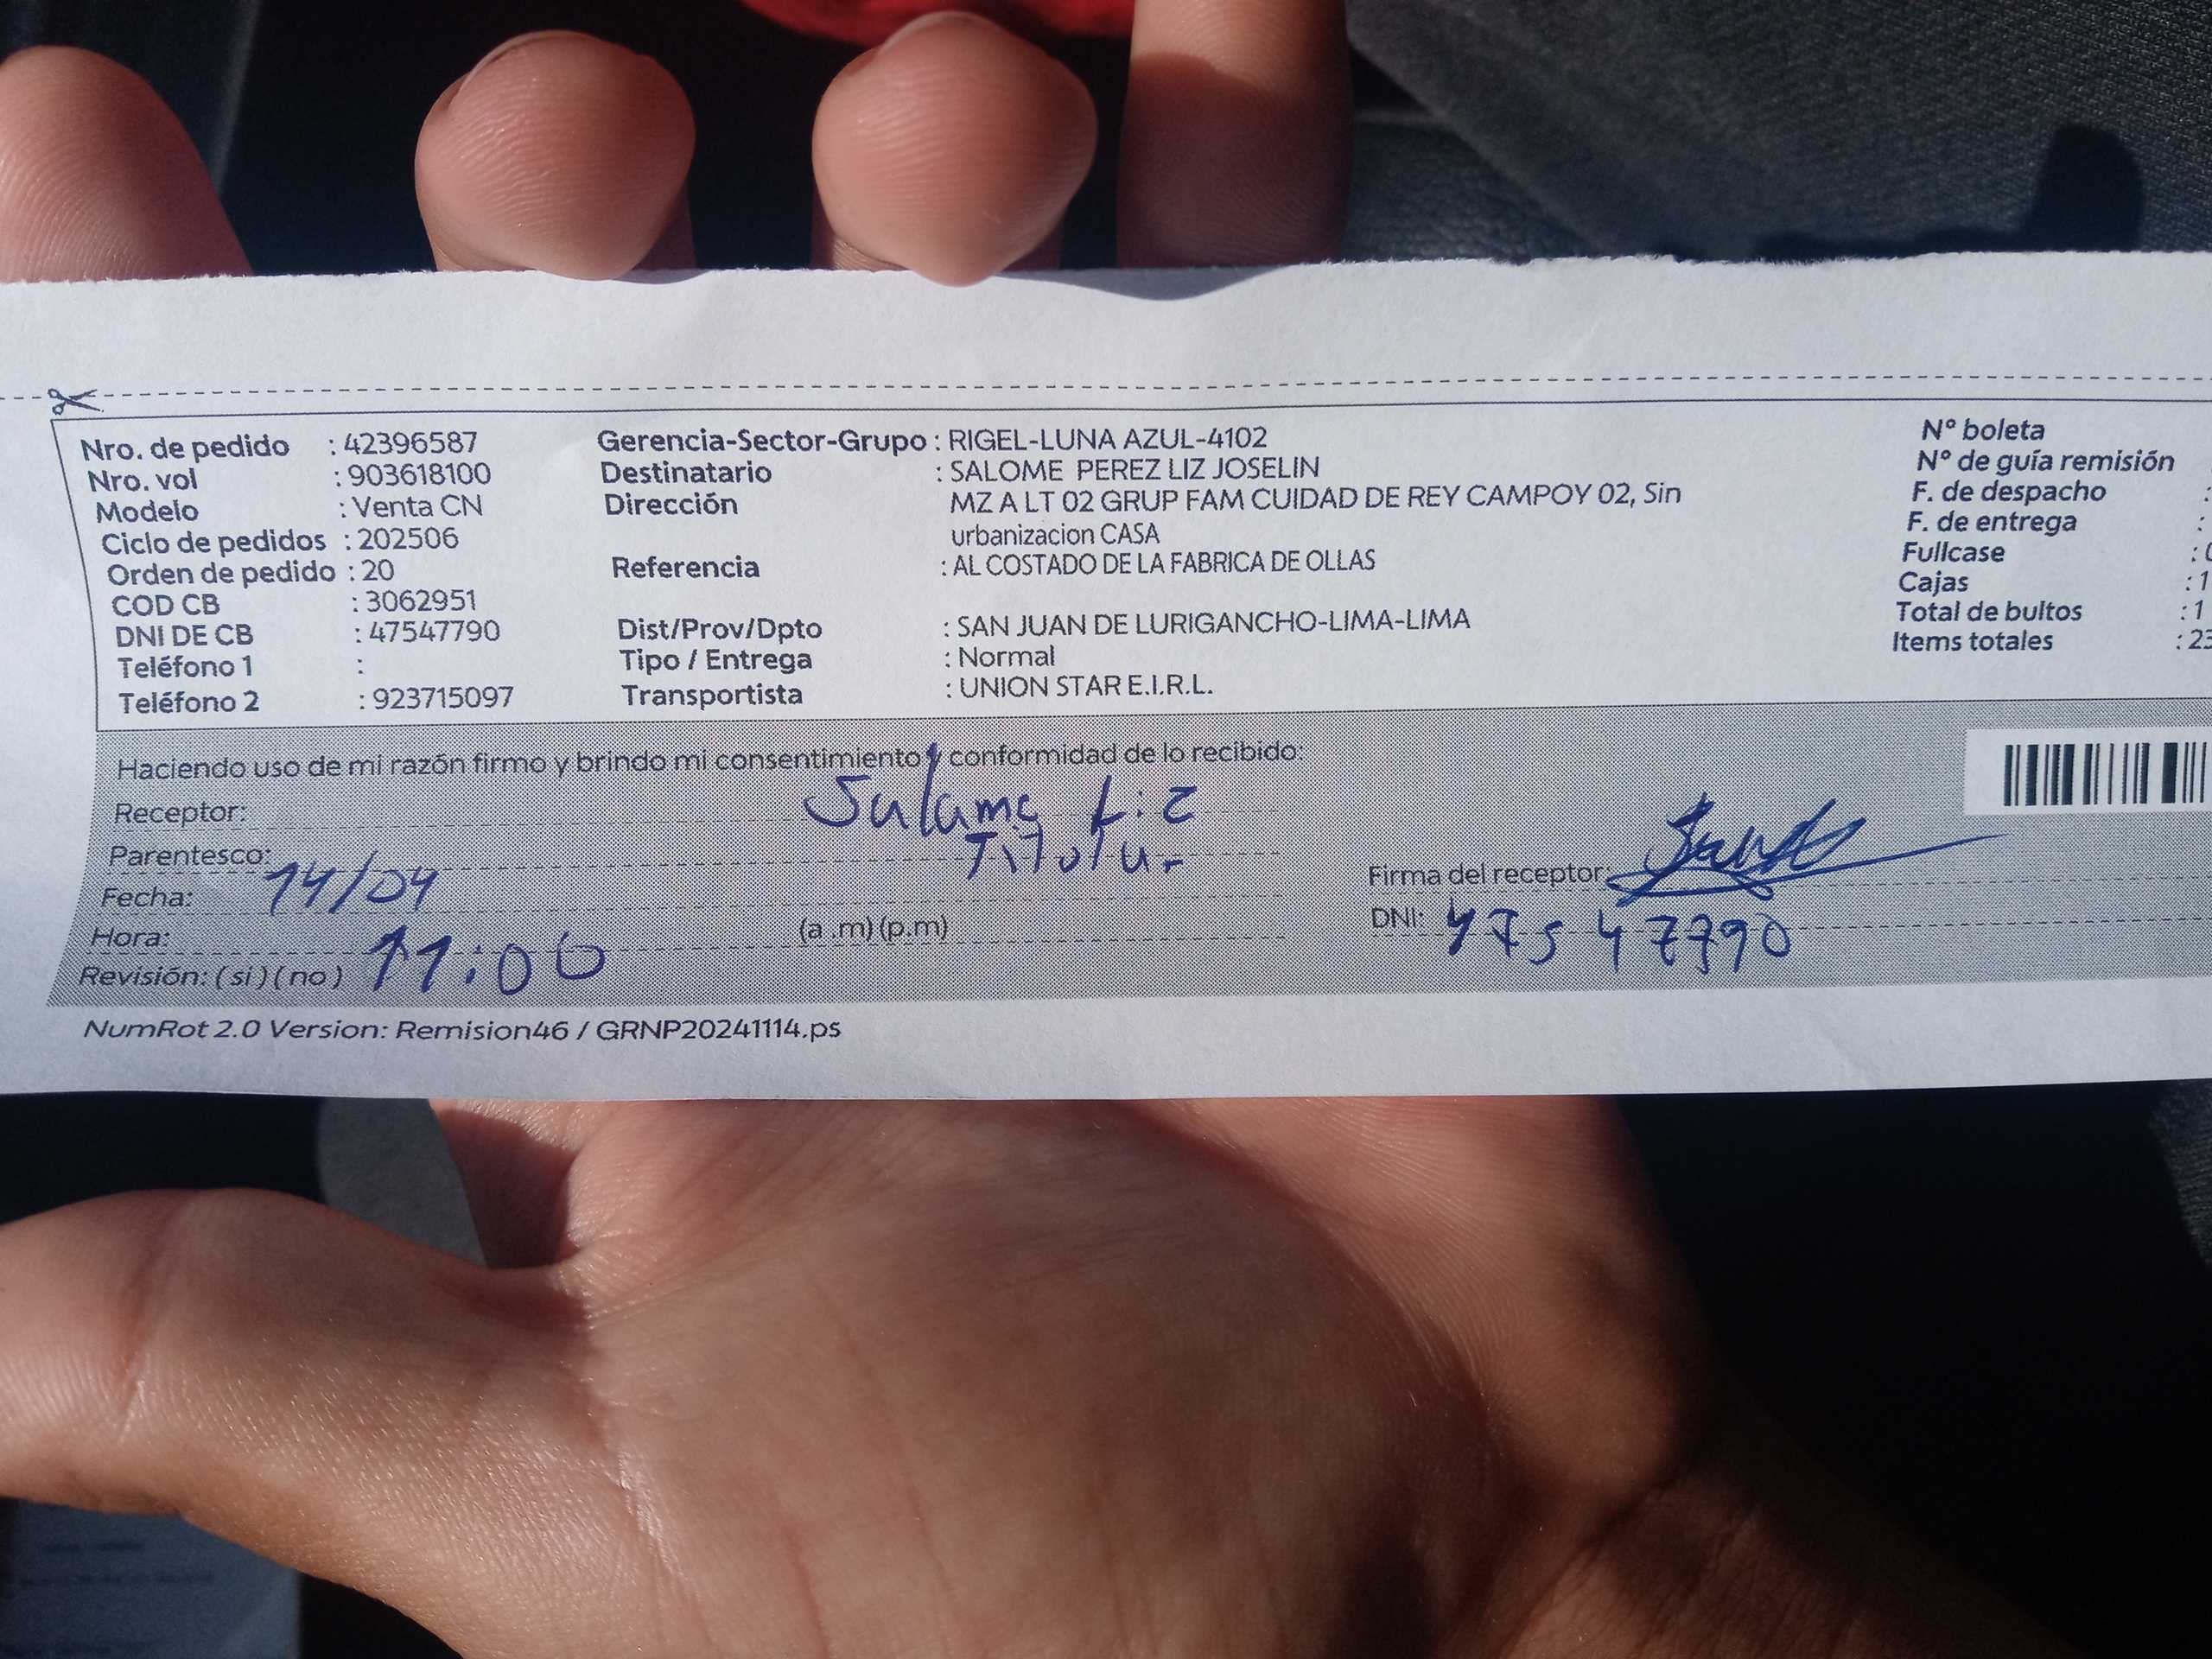 Nro. de pedido : 42396587
Nro. vol : 903618100
Modelo : Venta CN
Ciclo de pedidos : 202506
Orden de pedido : 20
COD CB : 3062951
DNI DE CB : 47547790
Teléfono 1 :
Teléfono 2 : 923715097
Gerencia-Sector-Grupo : RIGEL-LUNA AZUL-4102
Destinatario : SALOME PEREZ LIZ JOSELIN
Dirección MZ A LT 02 GRUP FAM CUIDAD DE REY CAMPOY 02, Sin
urbanizacion CASA
Referencia : AL COSTADO DE LA FABRICA DE OLLAS
Dist/Prov/Dpto : SAN JUAN DE LURIGANCHO-LIMA-LIMA
Tipo / Entrega : Normal
Transportista : UNION STAR E.I.R.L.
N° boleta
N° de guía remisión
F. de despacho :
F. de entrega :
Fullcase :
Cajas : 1
Total de bultos : 1
Items totales : 23
Haciendo uso de mi razón firmo y brindo mi consentimiento y conformidad de lo recibido:
Receptor: Salome Liz
Parentesco: Titular
Fecha: 14/04
Hora: 11:00 (a .m) (p.m)
Revisión: (si) (no)
Firma del receptor:
DNI: 47547790
NumRot 2.0 Version: Remision46 / GRNP20241114.ps